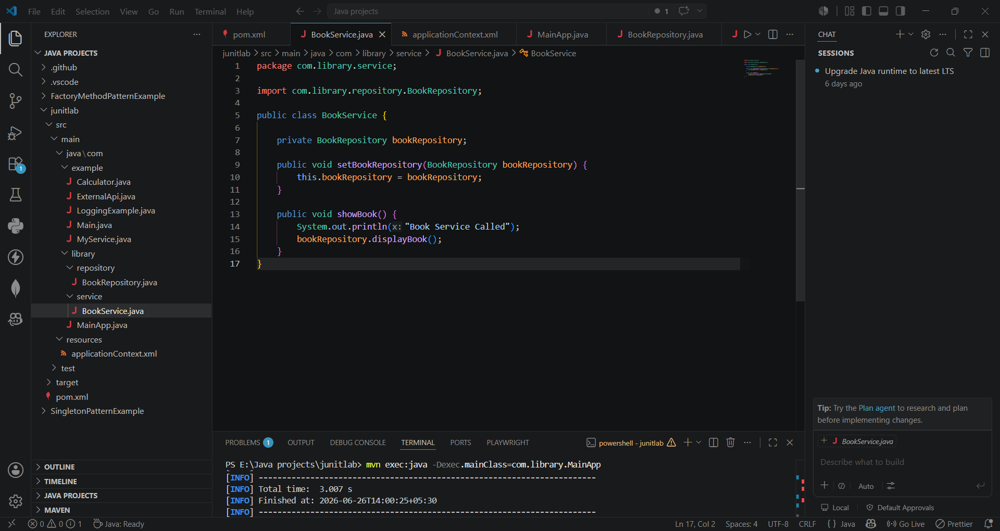 File Edit Selection View Go Run Terminal Help
Java projects
1
EXPLORER
JAVA PROJECTS
.github
.vscode
FactoryMethodPatternExample
junitlab
src
main
java\com
example
Calculator.java
ExternalApi.java
LoggingExample.java
Main.java
MyService.java
library
repository
BookRepository.java
service
BookService.java
MainApp.java
resources
applicationContext.xml
test
target
pom.xml
SingletonPatternExample
OUTLINE
TIMELINE
JAVA PROJECTS
MAVEN
1
pom.xml
BookService.java
applicationContext.xml
MainApp.java
BookRepository.java
junitlab > src > main > java > com > library > service > BookService.java > BookService
1 package com.library.service;
2
3 import com.library.repository.BookRepository;
4
5 public class BookService {
6
7 private BookRepository bookRepository;
8
9 public void setBookRepository(BookRepository bookRepository) {
10 this.bookRepository = bookRepository;
11 }
12
13 public void showBook() {
14 System.out.println(x: "Book Service Called");
15 bookRepository.displayBook();
16 }
17 }
PROBLEMS 1 OUTPUT DEBUG CONSOLE TERMINAL PORTS PLAYWRIGHT
powershell - junitlab
PS E:\Java projects\junitlab> mvn exec:java -Dexec.mainClass=com.library.MainApp
[INFO] ------------------------------------------------------------------------
[INFO] Total time:  3.007 s
[INFO] Finished at: 2026-06-26T14:00:25+05:30
[INFO] ------------------------------------------------------------------------
CHAT
SESSIONS
Upgrade Java runtime to latest LTS
6 days ago
Tip: Try the Plan agent to research and plan
before implementing changes.
BookService.java
Describe what to build
Auto
Local
Default Approvals
0 0 1
Java: Ready
Ln 17, Col 2
Spaces: 4
UTF-8
CRLF
{ } Java
Go Live
Prettier